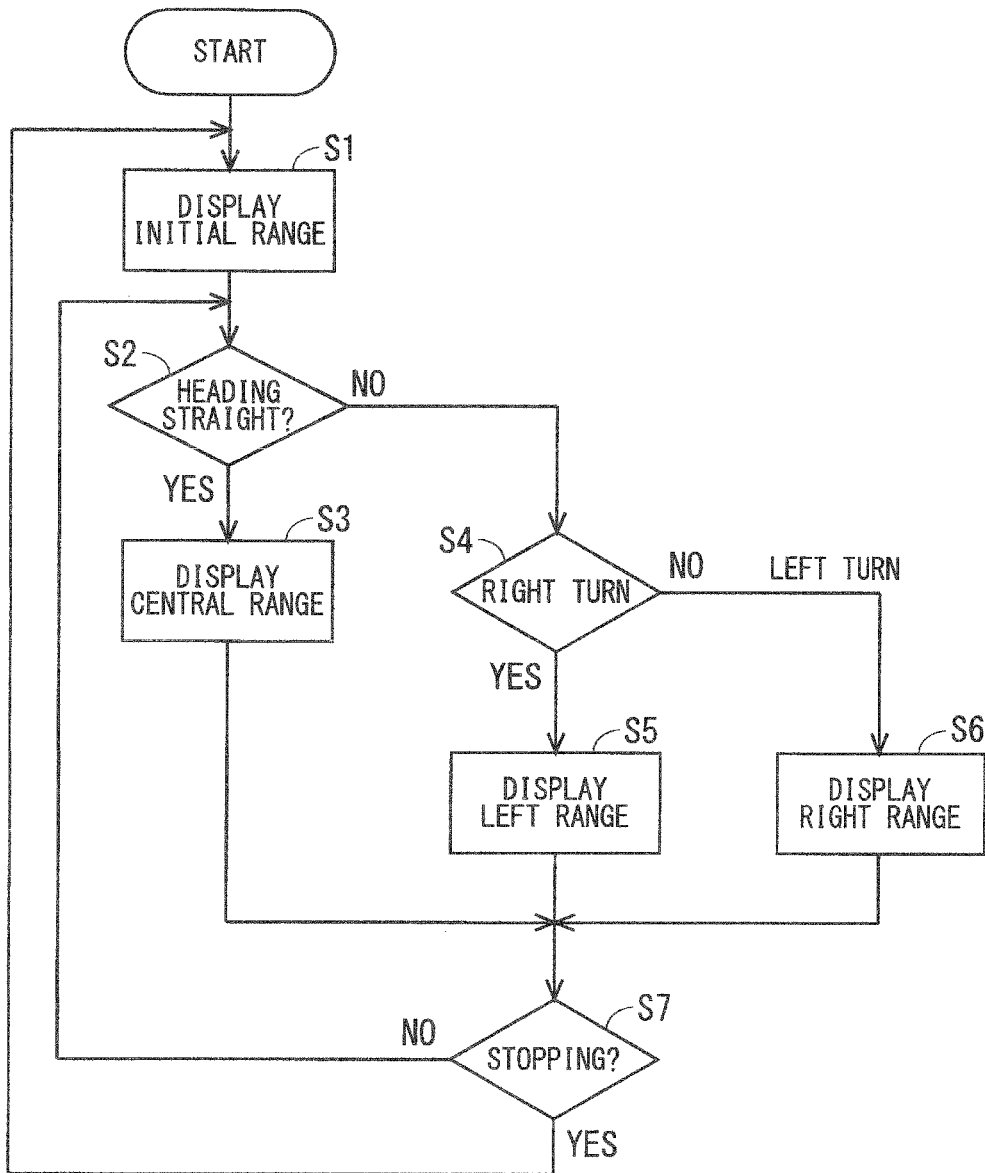 START
S1
DISPLAY
INITIAL RANGE
S2
HEADING
STRAIGHT?
NO
YES
S3
DISPLAY
CENTRAL RANGE
S4
RIGHT TURN
NO
LEFT TURN
YES
S5
DISPLAY
LEFT RANGE
S6
DISPLAY
RIGHT RANGE
S7
STOPPING?
NO
YES